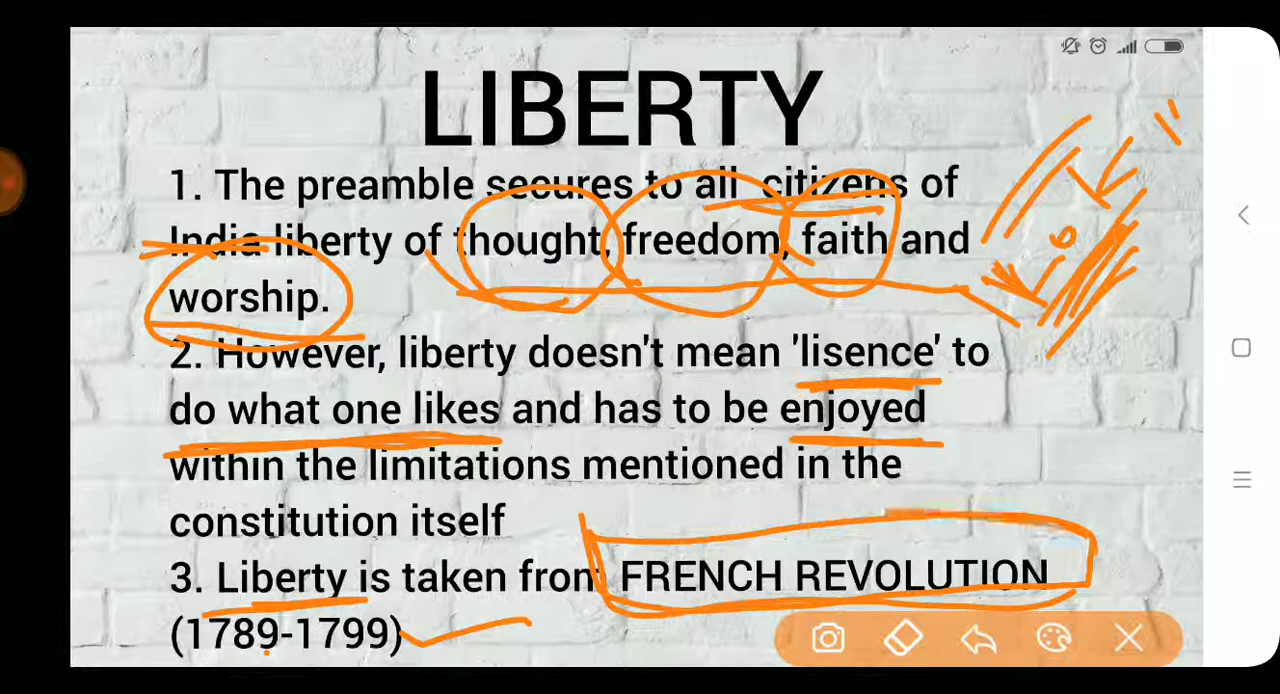 LIBERTY
1. The preamble secures to all citizens of
India liberty of thought, freedom, faith and
worship.
2. However, liberty doesn't mean 'lisence' to
do what one likes and has to be enjoyed
within the limitations mentioned in the
constitution itself
3. Liberty is taken from FRENCH REVOLUTION
(1789-1799)